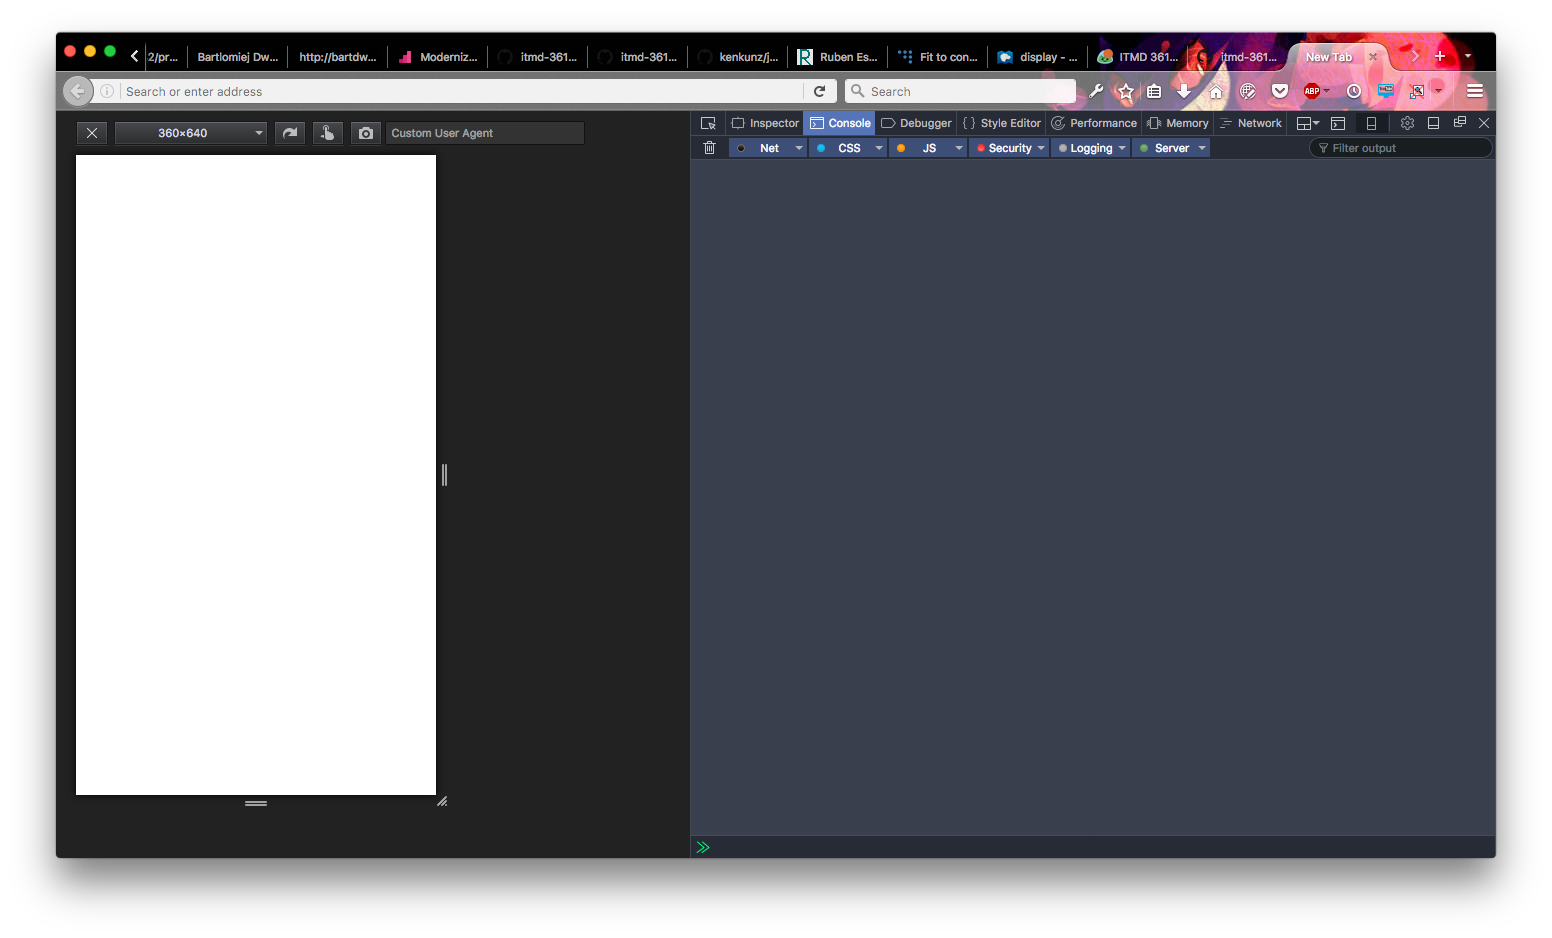 2/pr... Bartlomiej Dw... http://bartdw... Moderniz... itmd-361... itmd-361... kenkunz/j... Ruben Es... Fit to con... display - ... ITMD 361... itmd-361... New Tab
Search or enter address Search ABP
360×640 Custom User Agent
Inspector Console Debugger { } Style Editor Performance Memory Network
Net CSS JS Security Logging Server Filter output